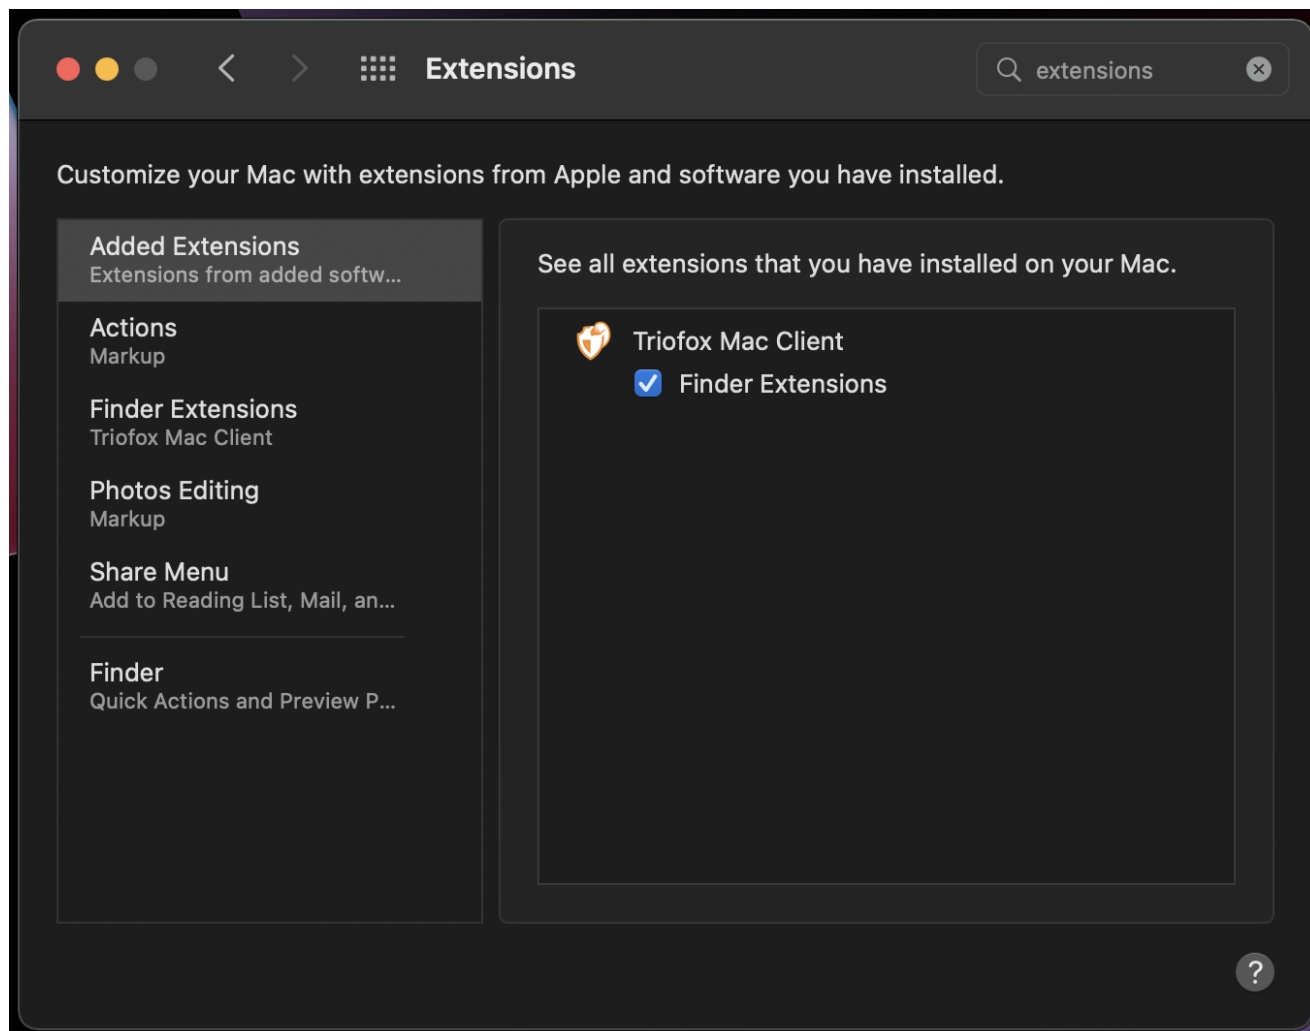 Extensions
extensions
Customize your Mac with extensions from Apple and software you have installed.
Added Extensions
Extensions from added softw...
Actions
Markup
Finder Extensions
Triofox Mac Client
Photos Editing
Markup
Share Menu
Add to Reading List, Mail, an...
Finder
Quick Actions and Preview P...
See all extensions that you have installed on your Mac.
Triofox Mac Client
Finder Extensions
?